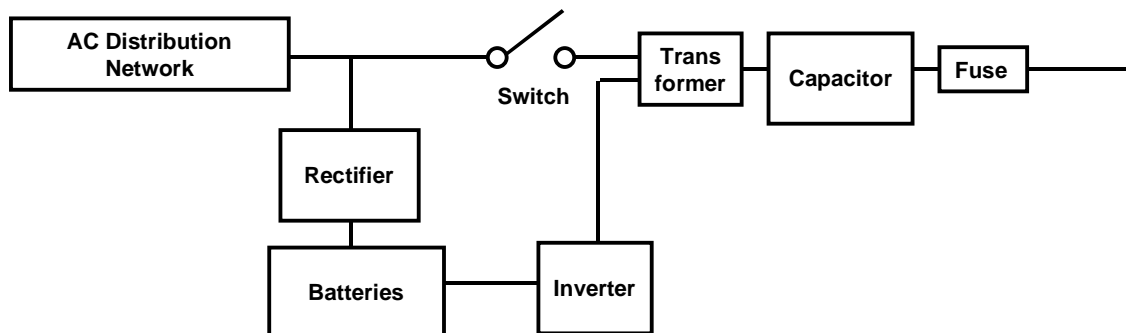 AC Distribution
Network
Switch
Trans
former
Capacitor
Fuse
Rectifier
Batteries
Inverter